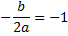 −b/2a = −1